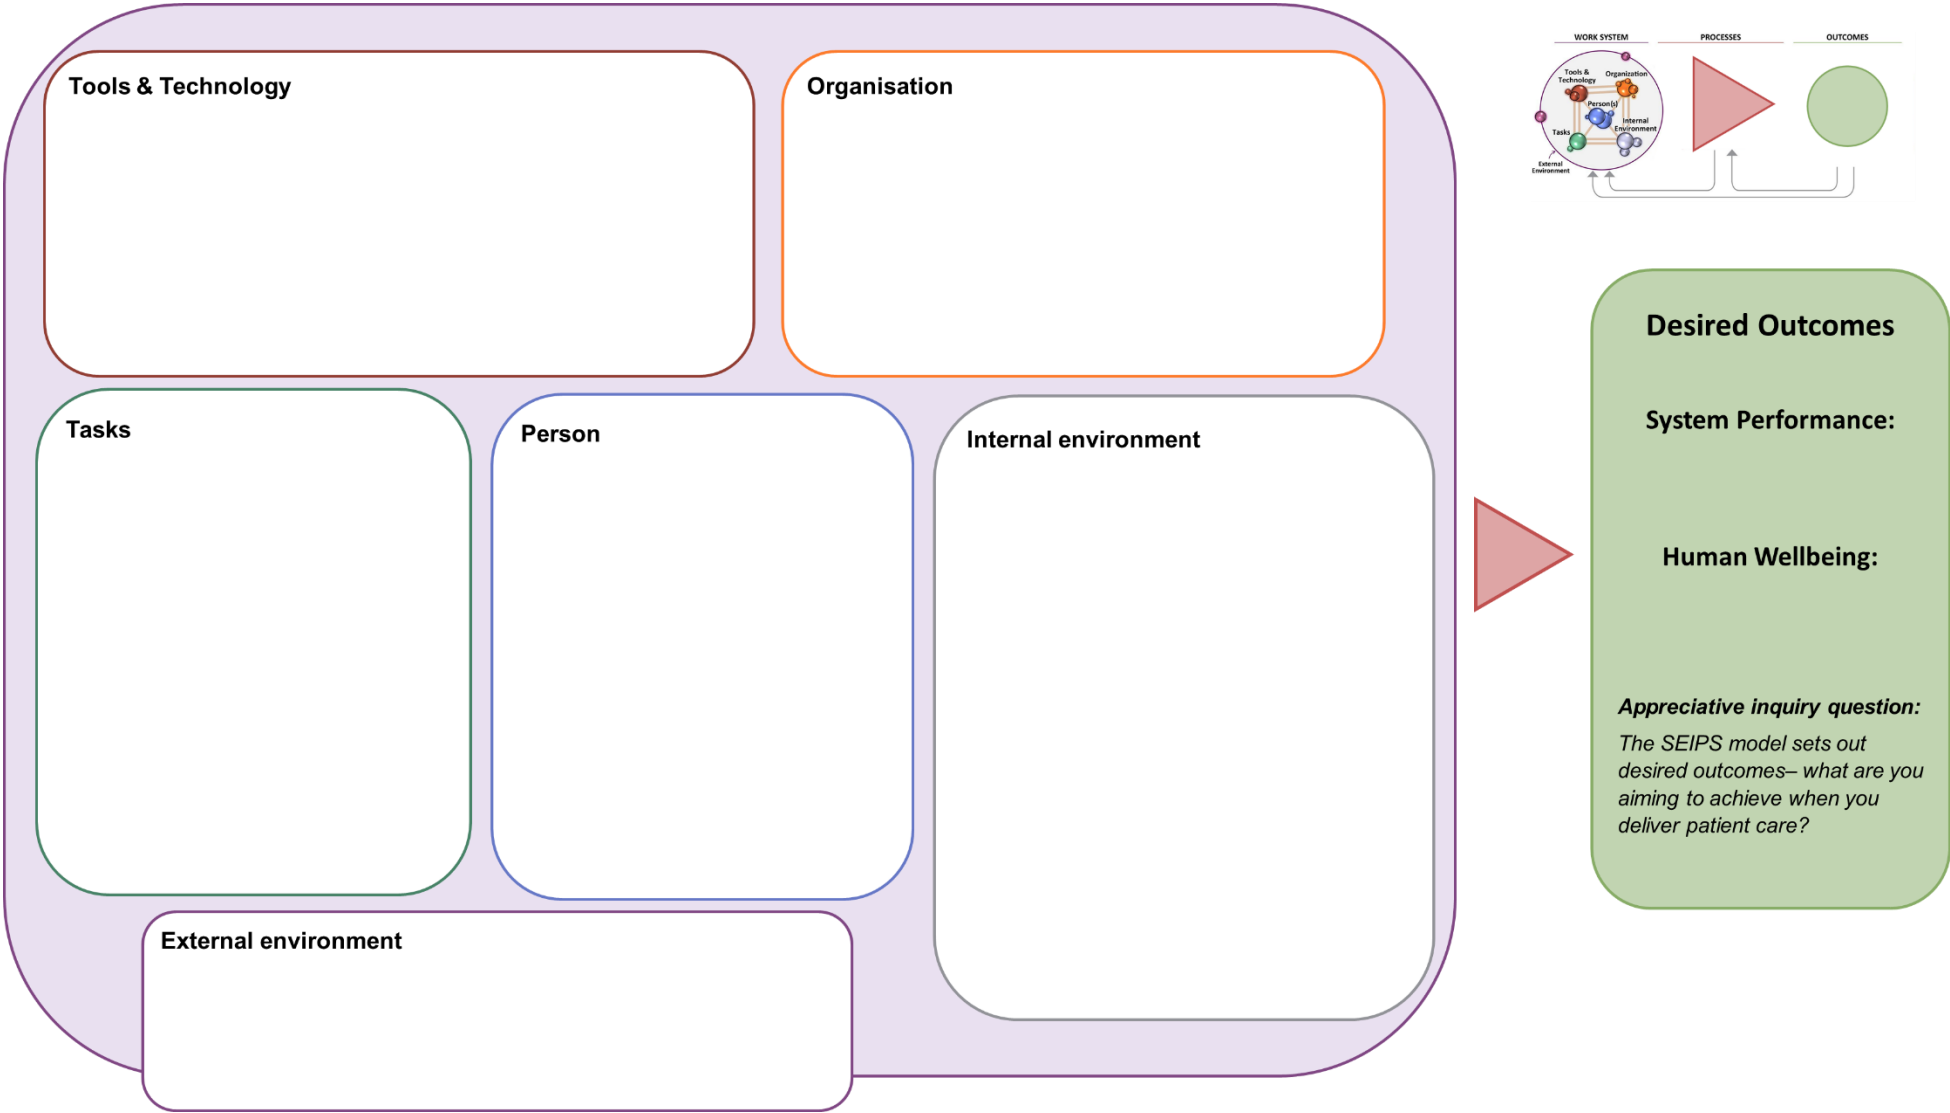 Tools & Technology
Organisation
Tasks
Person
Internal environment
External environment
WORK SYSTEM
PROCESSES
OUTCOMES
Tools &
Technology
Organization
Person(s)
Tasks
Internal
Environment
External
Environment
Desired Outcomes
System Performance:
Human Wellbeing:
Appreciative inquiry question:
The SEIPS model sets out
desired outcomes– what are you
aiming to achieve when you
deliver patient care?